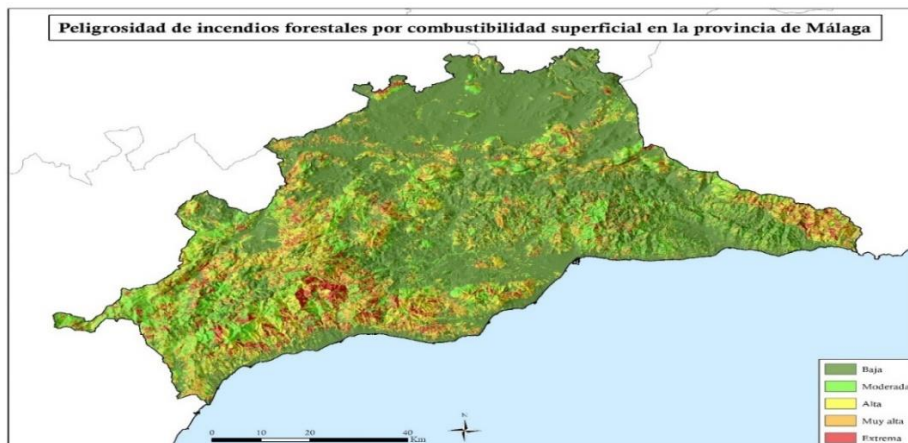 Peligrosidad de incendios forestales por combustibilidad superficial en la provincia de Málaga
Baja
Moderada
Alta
Muy alta
Extrema
N
0 10 20 40
Km